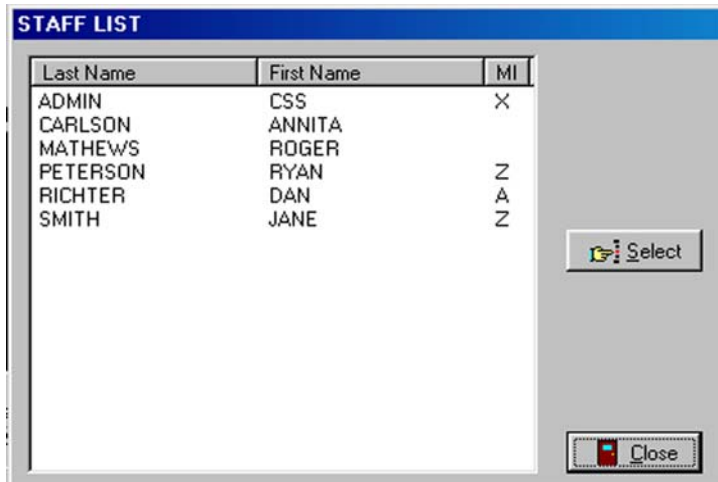 STAFF LIST
Last Name First Name MI
ADMIN CSS X
CARLSON ANNITA
MATHEWS ROGER
PETERSON RYAN Z
RICHTER DAN A
SMITH JANE Z
Select
Close